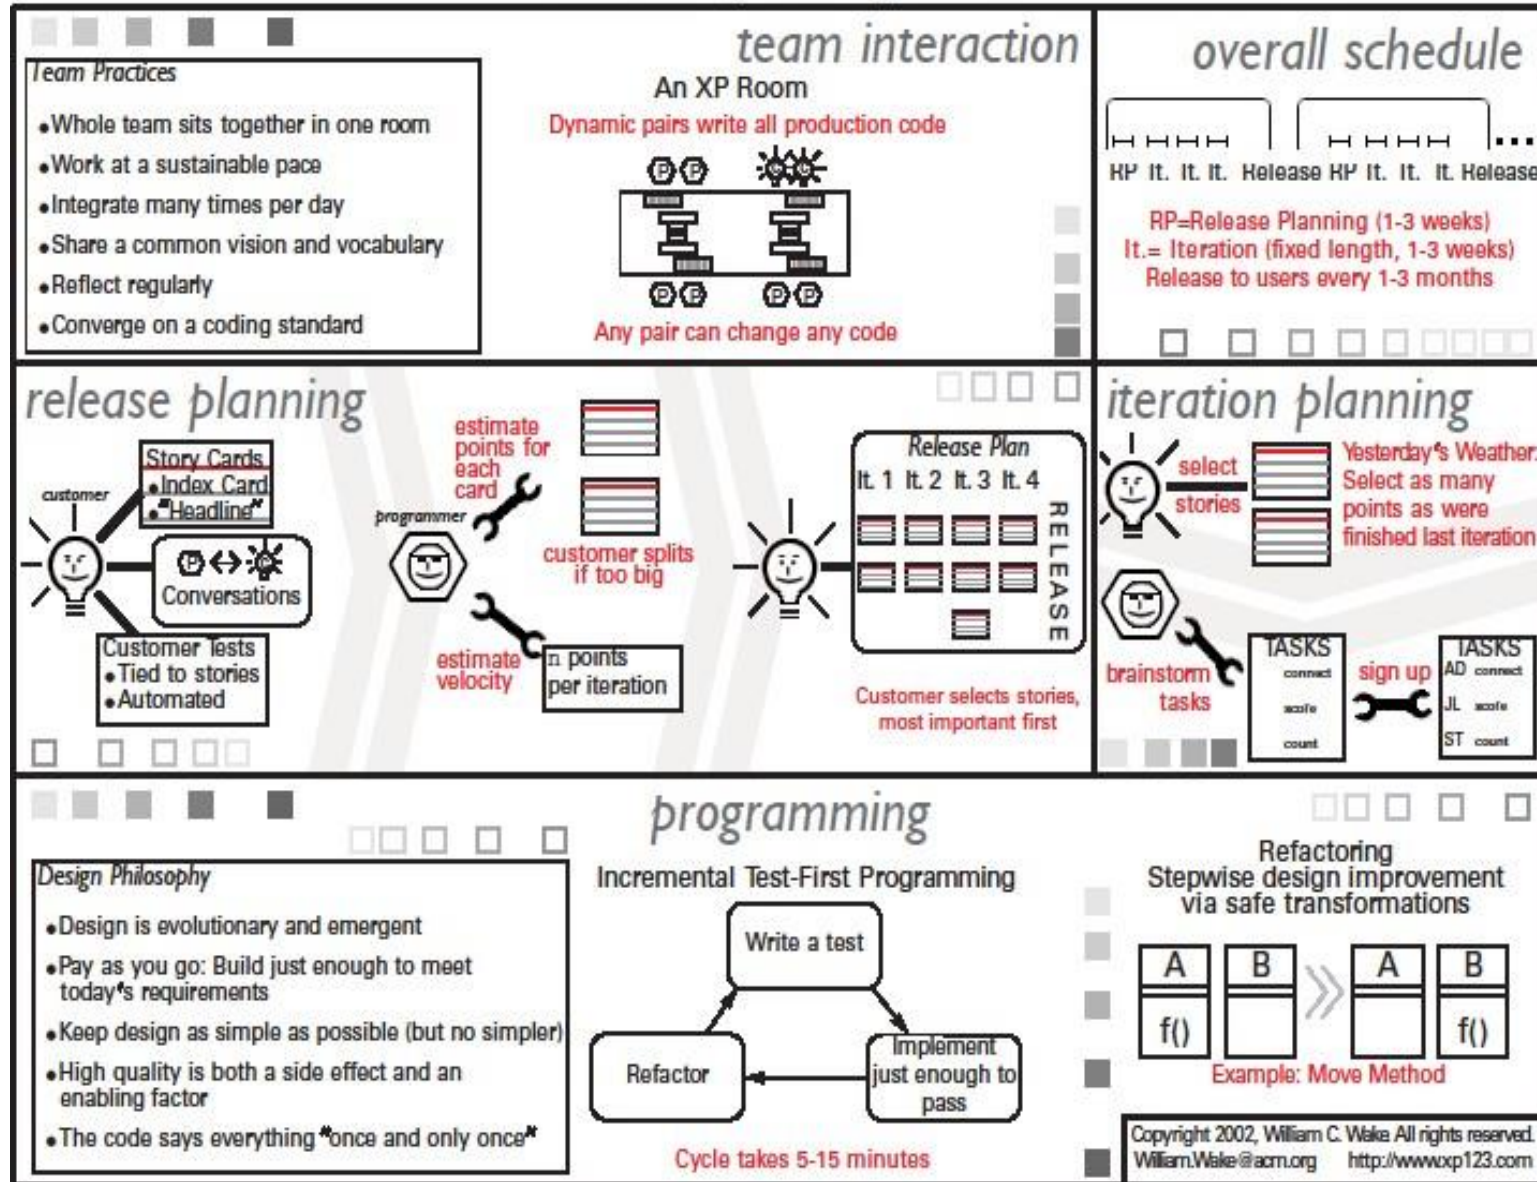 team interaction
Team Practices
•Whole team sits together in one room
•Work at a sustainable pace
•Integrate many times per day
•Share a common vision and vocabulary
•Reflect regularly
•Converge on a coding standard
An XP Room
Dynamic pairs write all production code
P P C C
P P P P
Any pair can change any code
overall schedule
RP It. It. It. Release RP It. It. It. Release
RP=Release Planning (1-3 weeks)
It.= Iteration (fixed length, 1-3 weeks)
Release to users every 1-3 months
release planning
customer
Story Cards
•Index Card
•"Headline"
P C
Conversations
Customer Tests
•Tied to stories
•Automated
programmer
estimate
points for
each
card
customer splits
if too big
estimate
velocity
n points
per iteration
Release Plan
It. 1 It. 2 It. 3 It. 4
RELEASE
Customer selects stories,
most important first
iteration planning
select
stories
Yesterday's Weather:
Select as many
points as were
finished last iteration
brainstorm
tasks
TASKS
connect
count
sign up
TASKS
AD connect
JL
ST count
programming
Design Philosophy
•Design is evolutionary and emergent
•Pay as you go: Build just enough to meet
today's requirements
•Keep design as simple as possible (but no simpler)
•High quality is both a side effect and an
enabling factor
•The code says everything "once and only once"
Incremental Test-First Programming
Write a test
Implement
just enough to
pass
Refactor
Cycle takes 5-15 minutes
Refactoring
Stepwise design improvement
via safe transformations
A B A B
f() f()
Example: Move Method
Copyright 2002, William C. Wake. All rights reserved.
William.Wake@acm.org http://www.xp123.com